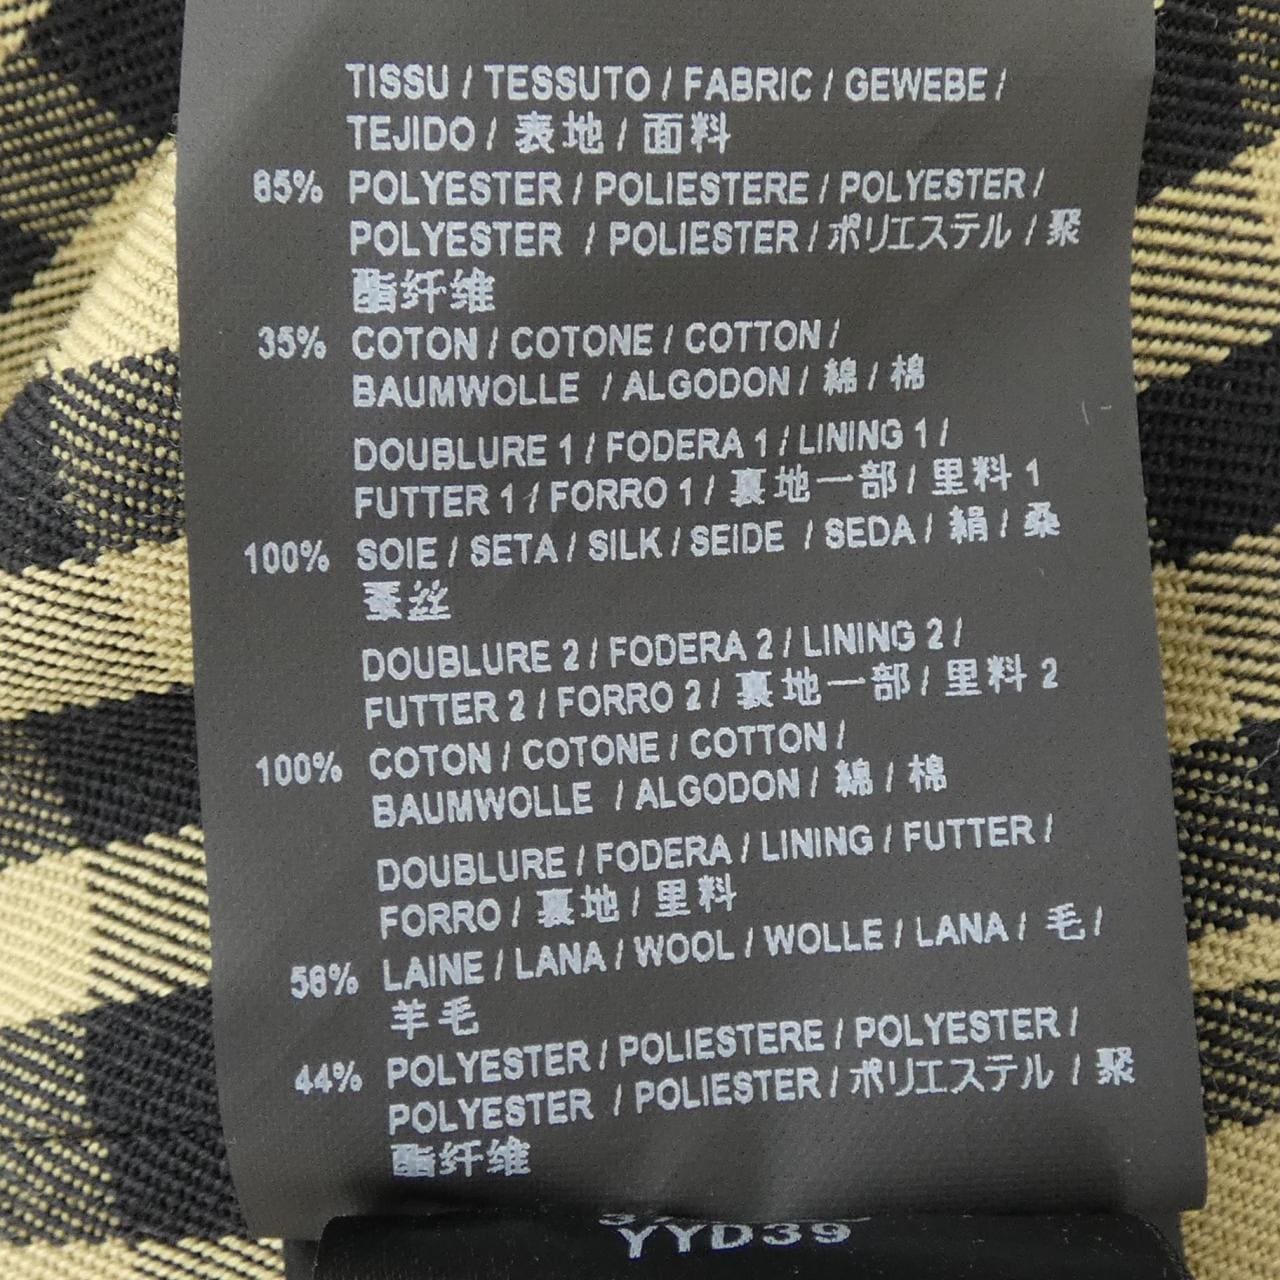 TISSU / TESSUTO / FABRIC / GEWEBE /
TEJIDO / 表地 / 面料
65% POLYESTER / POLIESTERE / POLYESTER /
POLYESTER / POLIESTER / ポリエステル / 聚
酯纤维
35% COTON / COTONE / COTTON /
BAUMWOLLE / ALGODON / 綿 / 棉
DOUBLURE 1 / FODERA 1 / LINING 1 /
FUTTER 1 / FORRO 1 / 裏地一部 / 里料 1
100% SOIE / SETA / SILK / SEIDE / SEDA / 絹 / 桑
蚕丝
DOUBLURE 2 / FODERA 2 / LINING 2 /
FUTTER 2 / FORRO 2 / 裏地一部 / 里料 2
100% COTON / COTONE / COTTON /
BAUMWOLLE / ALGODON / 綿 / 棉
DOUBLURE / FODERA / LINING / FUTTER /
FORRO / 裏地 / 里料
56% LAINE / LANA / WOOL / WOLLE / LANA / 毛 /
羊毛
44% POLYESTER / POLIESTERE / POLYESTER /
POLYESTER / POLIESTER / ポリエステル / 聚
酯纤维
YYD39